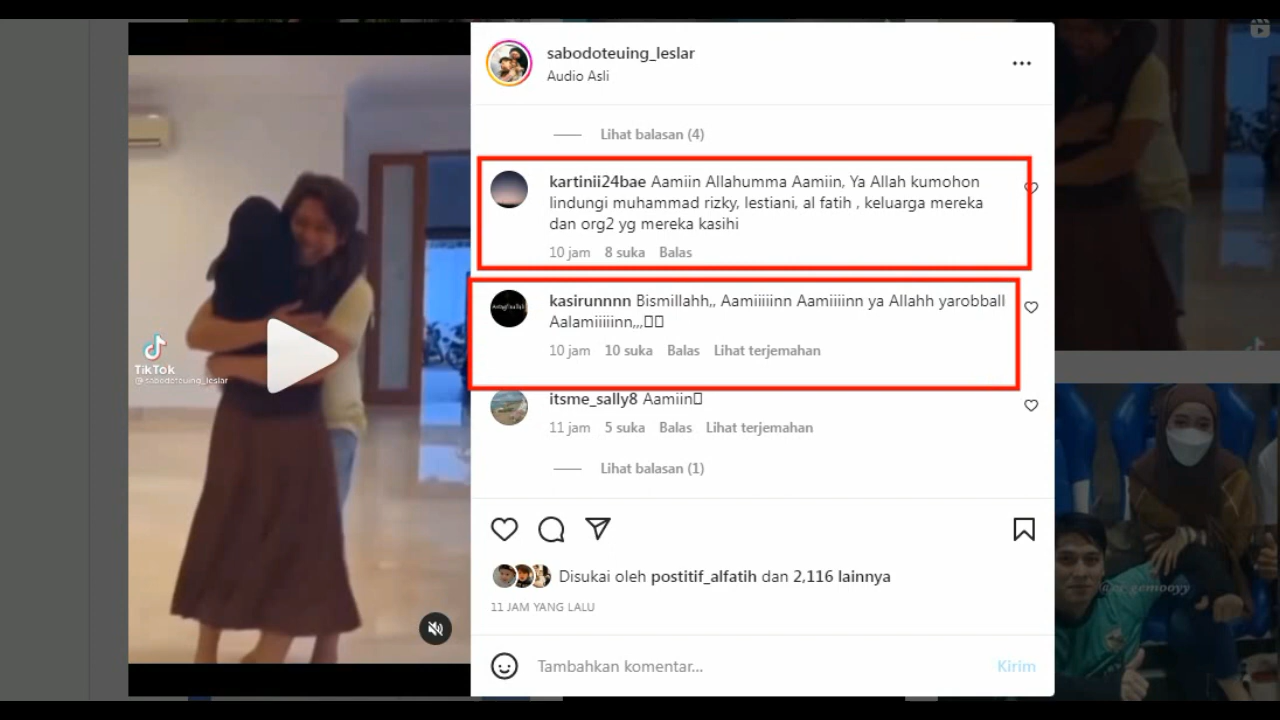 sabodoteuing_leslar
Audio Asli
Lihat balasan (4)
kartinii24bae Aamiin Allahumma Aamiin, Ya Allah kumohon
lindungi muhammad rizky, lestiani, al fatih , keluarga mereka
dan org2 yg mereka kasihi
10 jam 8 suka Balas
kasirunnnn Bismillahh,, Aamiiiiinn Aamiiiinn ya Allahh yarobball
Aalamiiiiinn,,,
10 jam 10 suka Balas Lihat terjemahan
itsme_sally8 Aamiin
11 jam 5 suka Balas Lihat terjemahan
Lihat balasan (1)
Disukai oleh postitif_alfatih dan 2,116 lainnya
11 JAM YANG LALU
Tambahkan komentar...
Kirim
TikTok
@sabodoteuing_leslar